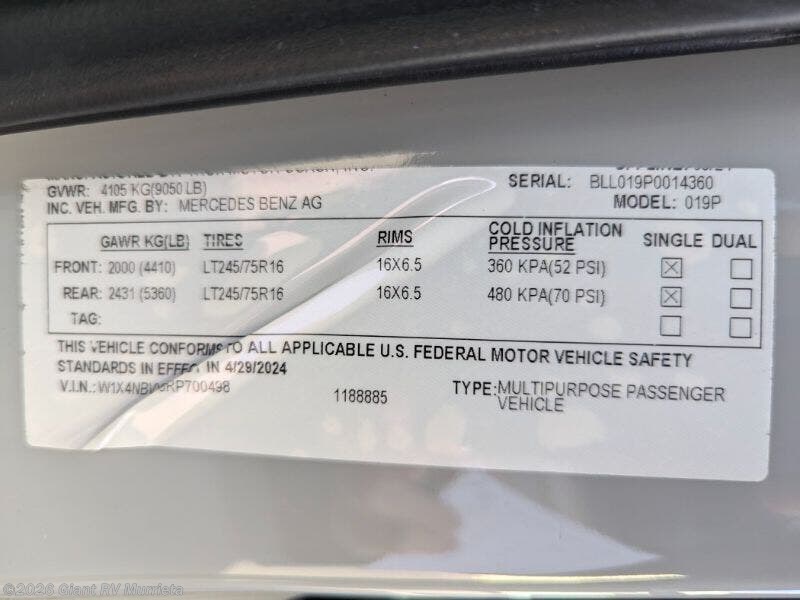 GVWR: 4105 KG(9050 LB) SERIAL: BLL019P0014360
INC. VEH. MFG. BY: MERCEDES BENZ AG MODEL: 019P
GAWR KG(LB) TIRES RIMS COLD INFLATION PRESSURE SINGLE DUAL
FRONT: 2000 (4410) LT245/75R16 16X6.5 360 KPA(52 PSI)
REAR: 2431 (5360) LT245/75R16 16X6.5 480 KPA(70 PSI)
TAG:
THIS VEHICLE CONFORMS TO ALL APPLICABLE U.S. FEDERAL MOTOR VEHICLE SAFETY
STANDARDS IN EFFECT IN 4/29/2024
V.I.N.: 1188885 TYPE: MULTIPURPOSE PASSENGER
VEHICLE
©2026 Giant RV Murrieta